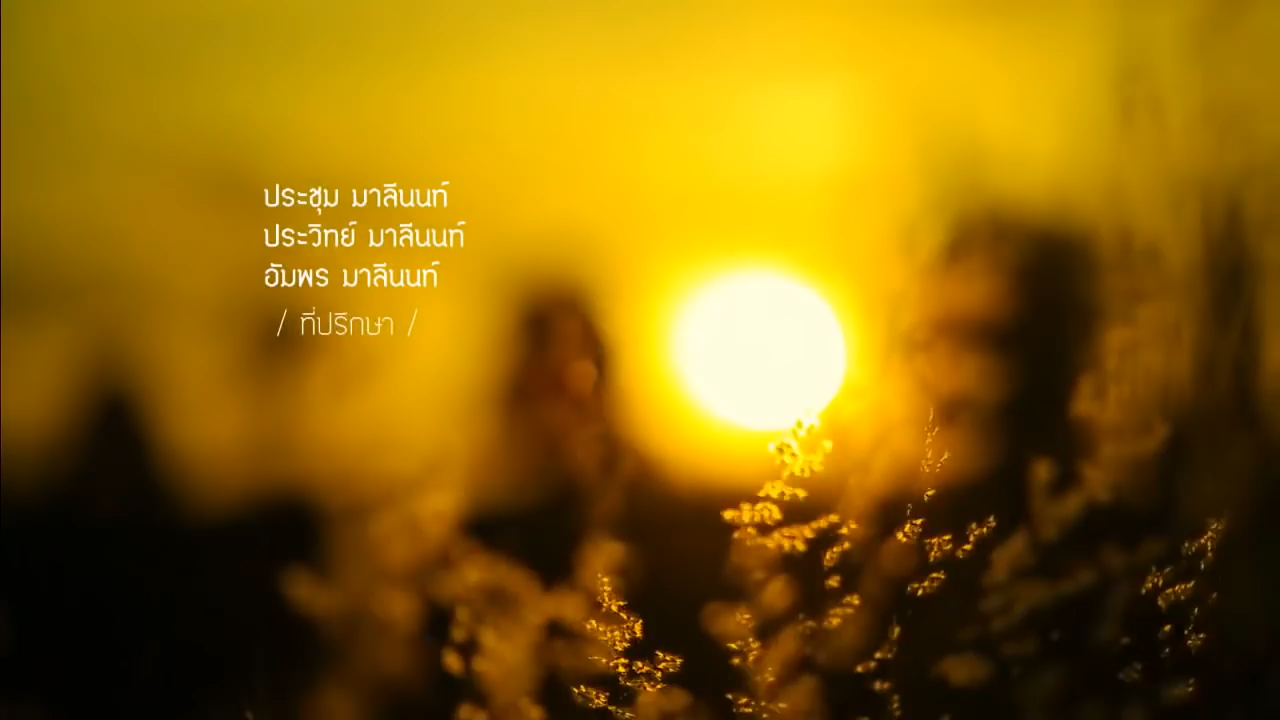 ประชุม มาลีนนท์
ประวิทย์ มาลีนนท์
อัมพร มาลีนนท์
/ ที่ปรึกษา /